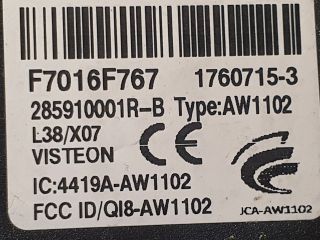 F7016F767 1760715-3
285910001R-B Type:AW1102
L38/X07
VISTEON
IC:4419A-AW1102
FCC ID/QI8-AW1102
JCA-AW1102